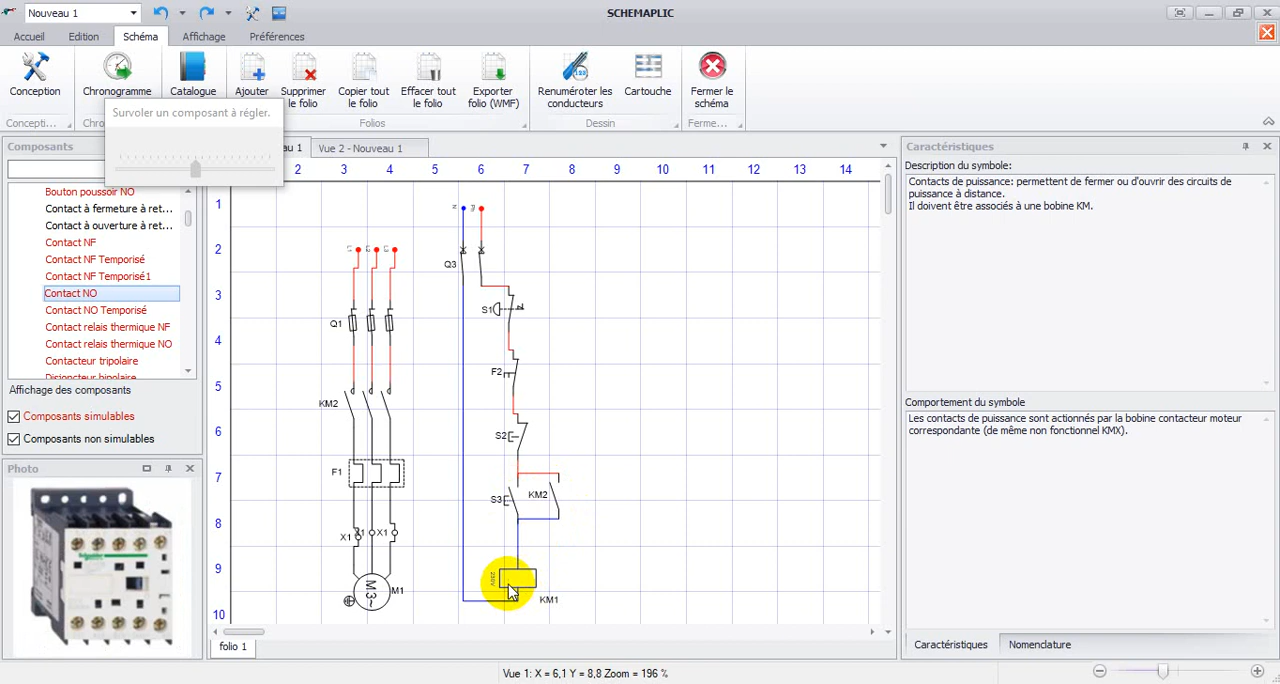 Nouveau 1
SCHEMAPLIC
Accueil
Edition
Schéma
Affichage
Préférences
Conception
Chronogramme
Catalogue
Ajouter
Supprimer
le folio
Copier tout
le folio
Effacer tout
le folio
Exporter
folio (WMF)
Renuméroter les
conducteurs
Cartouche
Fermer le
schéma
Concepti...
Folios
Dessin
Ferme...
Survoler un composant à régler.
Composants
au 1
Vue 2 - Nouveau 1
Bouton poussoir NO
Contact à fermeture à ret...
Contact à ouverture à ret...
Contact NF
Contact NF Temporisé
Contact NF Temporisé1
Contact NO
Contact NO Temporisé
Contact relais thermique NF
Contact relais thermique NO
Contacteur tripolaire
Disjoncteur bipolaire
Affichage des composants
Composants simulables
Composants non simulables
Photo
2 3 4 5 6 7 8 9 10 11 12 13 14
1
2
3
4
5
6
7
8
9
10
Q3
S1
Q1
F2
KM2
S2
F1
S3
KM2
X1
X1
X1
M 3~
M1
230V
KM1
folio 1
Caractéristiques
Description du symbole:
Contacts de puissance: permettent de fermer ou d'ouvrir des circuits de
puissance à distance.
Il doivent être associés à une bobine KM.
Comportement du symbole
Les contacts de puissance sont actionnés par la bobine contacteur moteur
correspondante (de même non fonctionnel KMX).
Caractéristiques
Nomenclature
Vue 1: X = 6,1 Y = 8,8 Zoom = 196 %